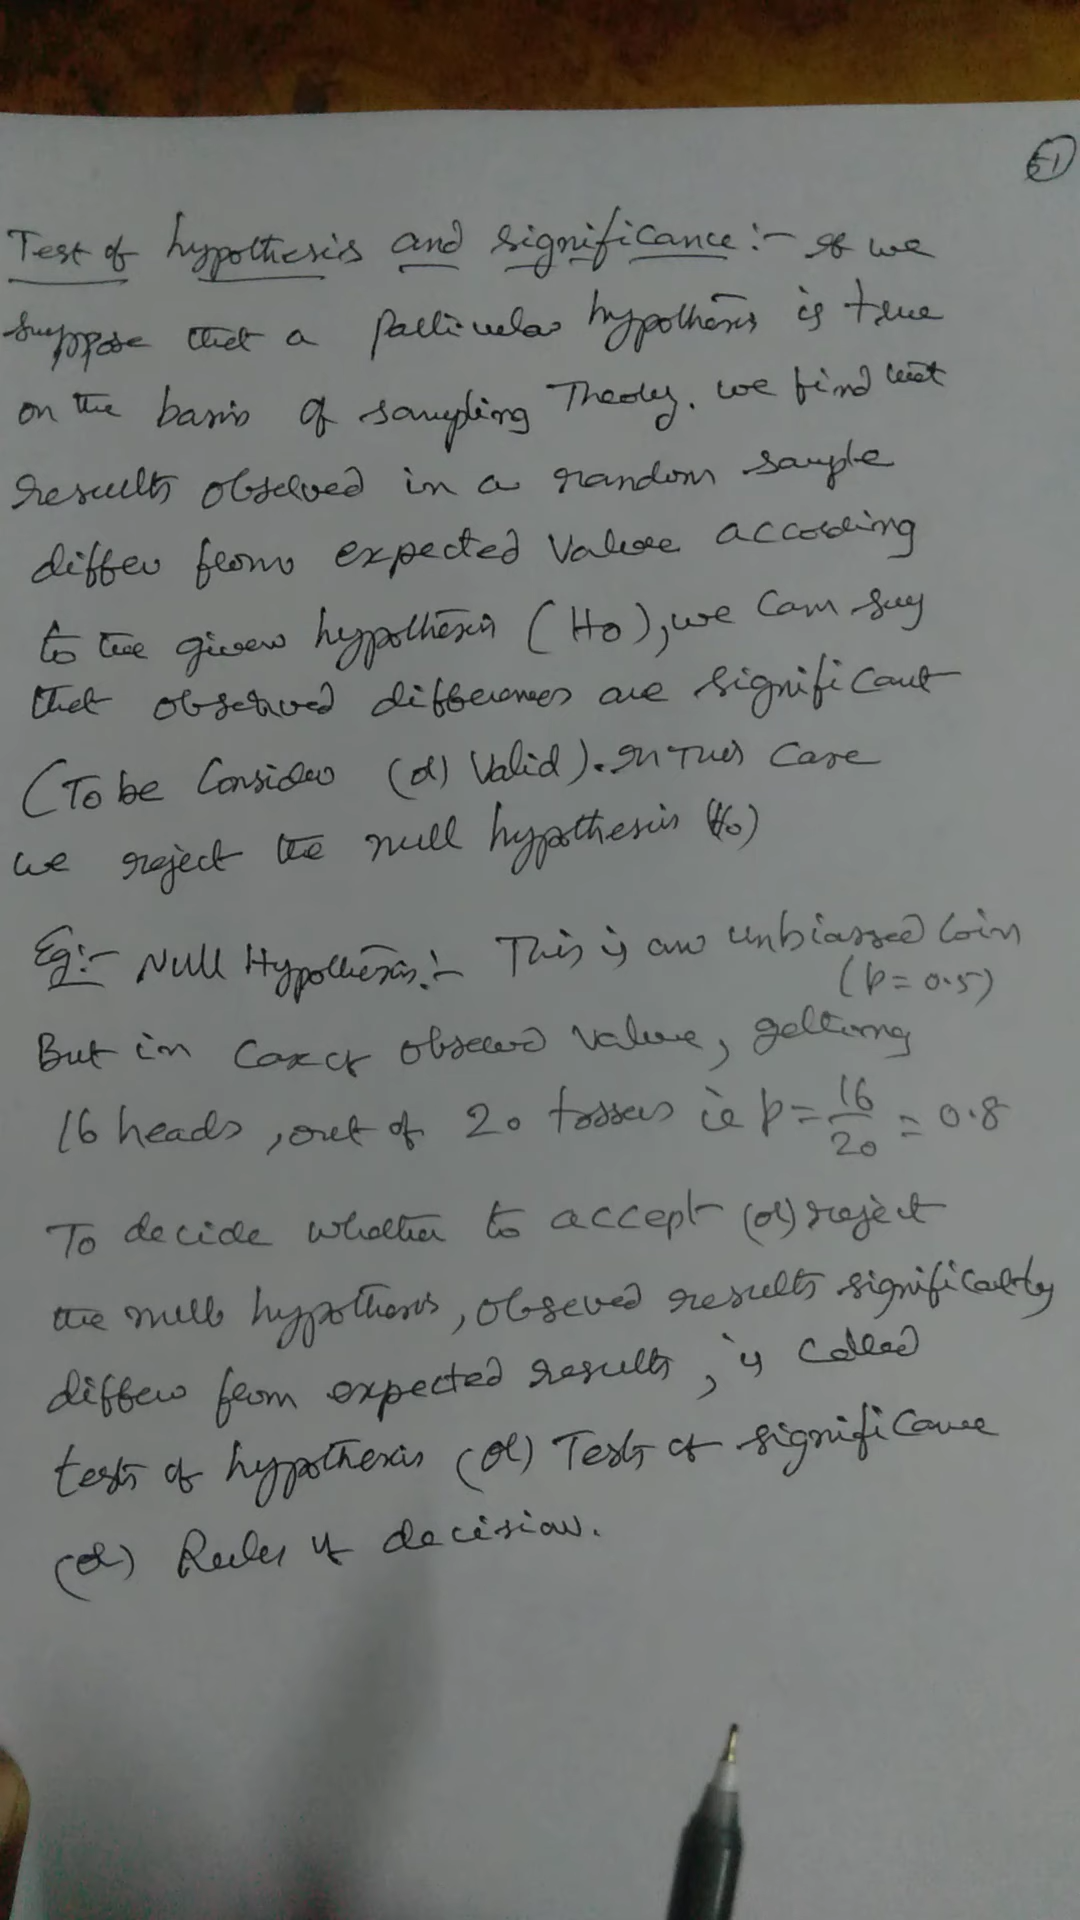 51
Test of hypothesis and significance :- If we
suppose that a particular hypothesis is true
on the basis of sampling Theory. we find that
results observed in a random sample
differ from expected value according
to the given hypothesis (H0), we can say
that observed differences are significant
(To be Consider (or) Valid). In This Case
we reject the null hypothesis (H0)
Eg:- Null Hypothesis:- This is an unbiassed Coin
(p = 0.5)
But in Case of observed value, getting
16 heads, out of 20 tosses ie p = 16/20 = 0.8
To decide whether to accept (or) reject
the null hypothesis, observed results significantly
differ from expected results, is called
tests of hypothesis (or) Tests of significance
(or) Rules of decision.